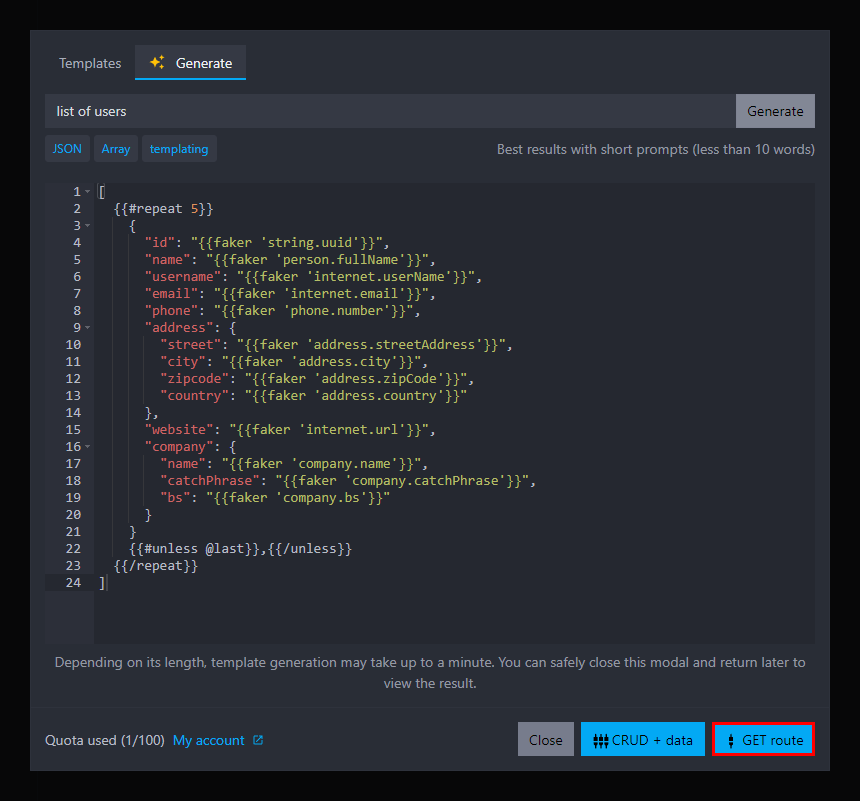 Templates
Generate
list of users
Generate
JSON
Array
templating
Best results with short prompts (less than 10 words)
1 [
2   {{#repeat 5}}
3     {
4       "id": "{{faker 'string.uuid'}}",
5       "name": "{{faker 'person.fullName'}}",
6       "username": "{{faker 'internet.userName'}}",
7       "email": "{{faker 'internet.email'}}",
8       "phone": "{{faker 'phone.number'}}",
9       "address": {
10         "street": "{{faker 'address.streetAddress'}}",
11         "city": "{{faker 'address.city'}}",
12         "zipcode": "{{faker 'address.zipCode'}}",
13         "country": "{{faker 'address.country'}}"
14       },
15       "website": "{{faker 'internet.url'}}",
16       "company": {
17         "name": "{{faker 'company.name'}}",
18         "catchPhrase": "{{faker 'company.catchPhrase'}}",
19         "bs": "{{faker 'company.bs'}}"
20       }
21     }
22     {{#unless @last}},{{/unless}}
23   {{/repeat}}
24 ]
Depending on its length, template generation may take up to a minute. You can safely close this modal and return later to
view the result.
Quota used (1/100)
My account
Close
CRUD + data
GET route